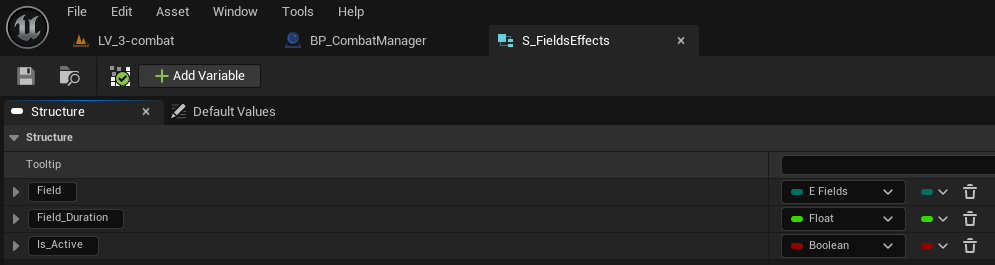 File Edit Asset Window Tools Help
LV_3-combat BP_CombatManager S_FieldsEffects
Add Variable
Structure Default Values
Structure
Tooltip
Field E Fields
Field_Duration Float
Is_Active Boolean